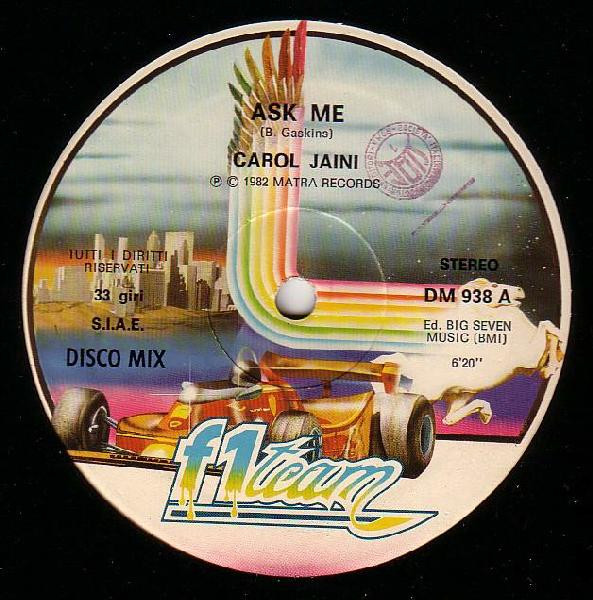 ASK ME
(B. Gaskins)
CAROL JAINI
Ⓟ © 1982 MATRA RECORDS
TUTTI I DIRITTI
RISERVATI
33 giri
S.I.A.E.
DISCO MIX
STEREO
DM 938 A
Ed. BIG SEVEN
MUSIC (BMI)
6'20"
f1 team